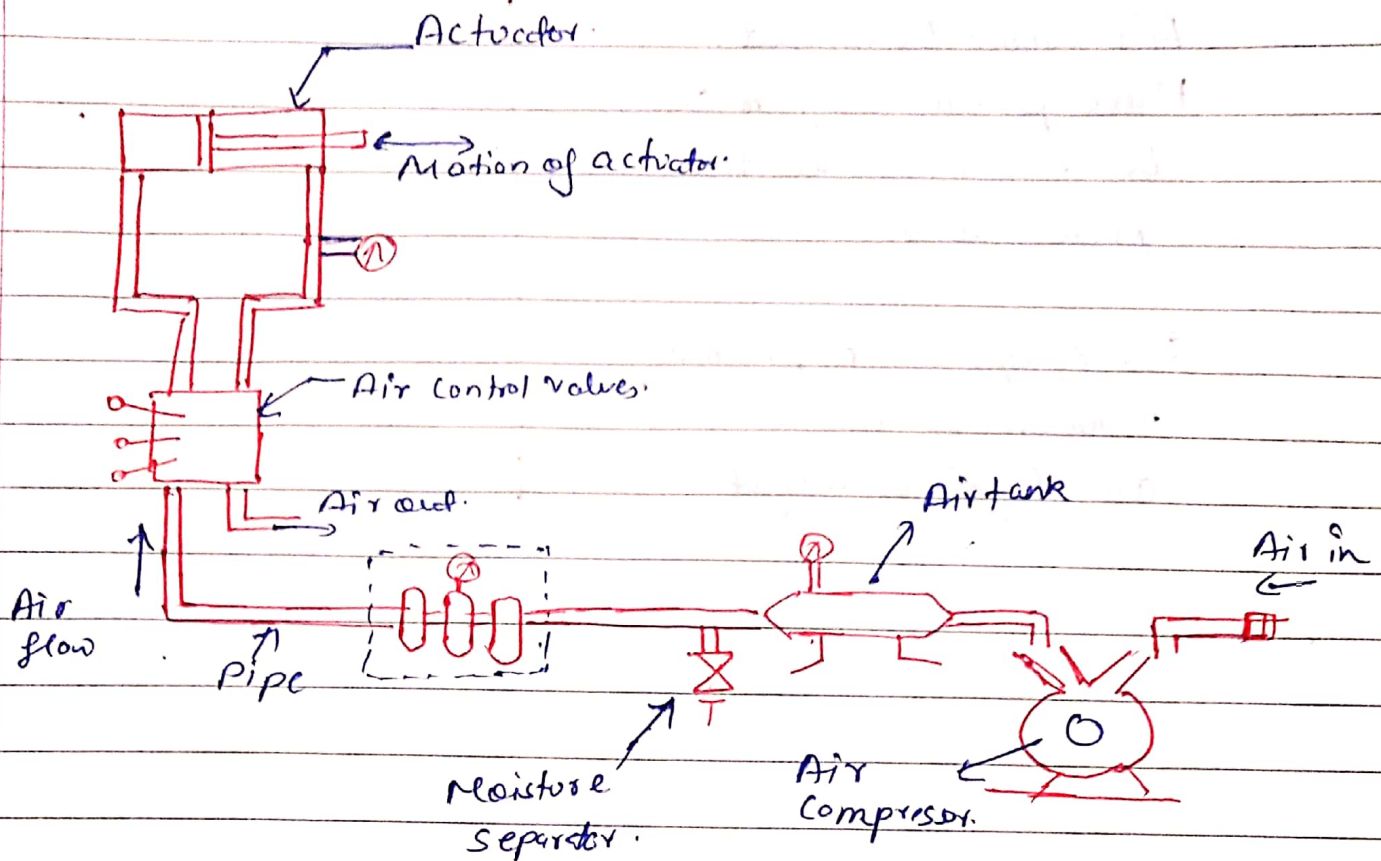 Actuator.
Motion of actuator.
Air control valves.
Air out.
Air tank
Air in
Air
flow
Pipe
Moisture
separator.
Air
Compresor.